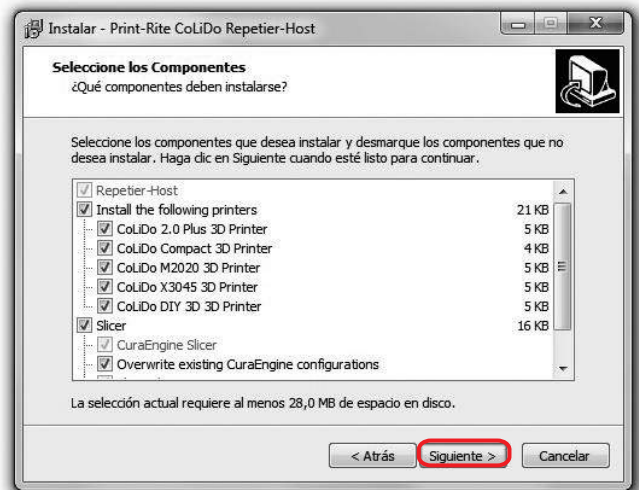 Instalar - Print-Rite CoLiDo Repetier-Host
Seleccione los Componentes
¿Qué componentes deben instalarse?
Seleccione los componentes que desea instalar y desmarque los componentes que no
desea instalar. Haga clic en Siguiente cuando esté listo para continuar.
Repetier-Host
Install the following printers 21 KB
CoLiDo 2.0 Plus 3D Printer 5 KB
CoLiDo Compact 3D Printer 4 KB
CoLiDo M2020 3D Printer 5 KB
CoLiDo X3045 3D Printer 5 KB
CoLiDo DIY 3D 3D Printer 5 KB
Slicer 16 KB
CuraEngine Slicer
Overwrite existing CuraEngine configurations
La selección actual requiere al menos 28,0 MB de espacio en disco.
< Atrás Siguiente > Cancelar